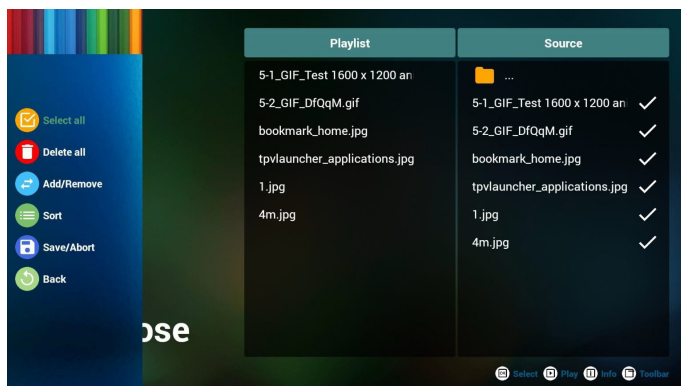 Playlist
Source
5-1_GIF_Test 1600 x 1200 an
5-2_GIF_DfQqM.gif
bookmark_home.jpg
tpvlauncher_applications.jpg
1.jpg
4m.jpg
...
5-1_GIF_Test 1600 x 1200 an
5-2_GIF_DfQqM.gif
bookmark_home.jpg
tpvlauncher_applications.jpg
1.jpg
4m.jpg
Select all
Delete all
Add/Remove
Sort
Save/Abort
Back
ose
Select Play Info Toolbar